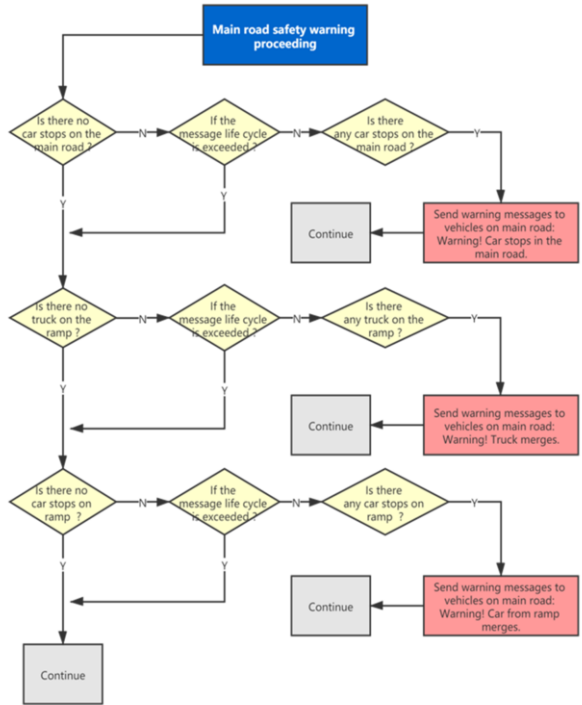 Main road safety warning
proceeding
Is there no
car stops on the
main road ?
N
If the
message life cycle
is exceeded ?
N
Is there
any car stops on the
main road ?
Y
Y
Y
Continue
Send warning messages to
vehicles on main road:
Warning! Car stops in the
main road.
Is there no
truck on the
ramp ?
N
If the
message life cycle
is exceeded ?
N
Is there
any truck on the
ramp ?
Y
Y
Y
Continue
Send warning messages to
vehicles on main road:
Warning! Truck merges.
Is there no
car stops on
ramp ?
N
If the
message life cycle
is exceeded ?
N
Is there
any car stops on
ramp ?
Y
Y
Y
Continue
Send warning messages to
vehicles on main road:
Warning! Car from ramp
merges.
Continue